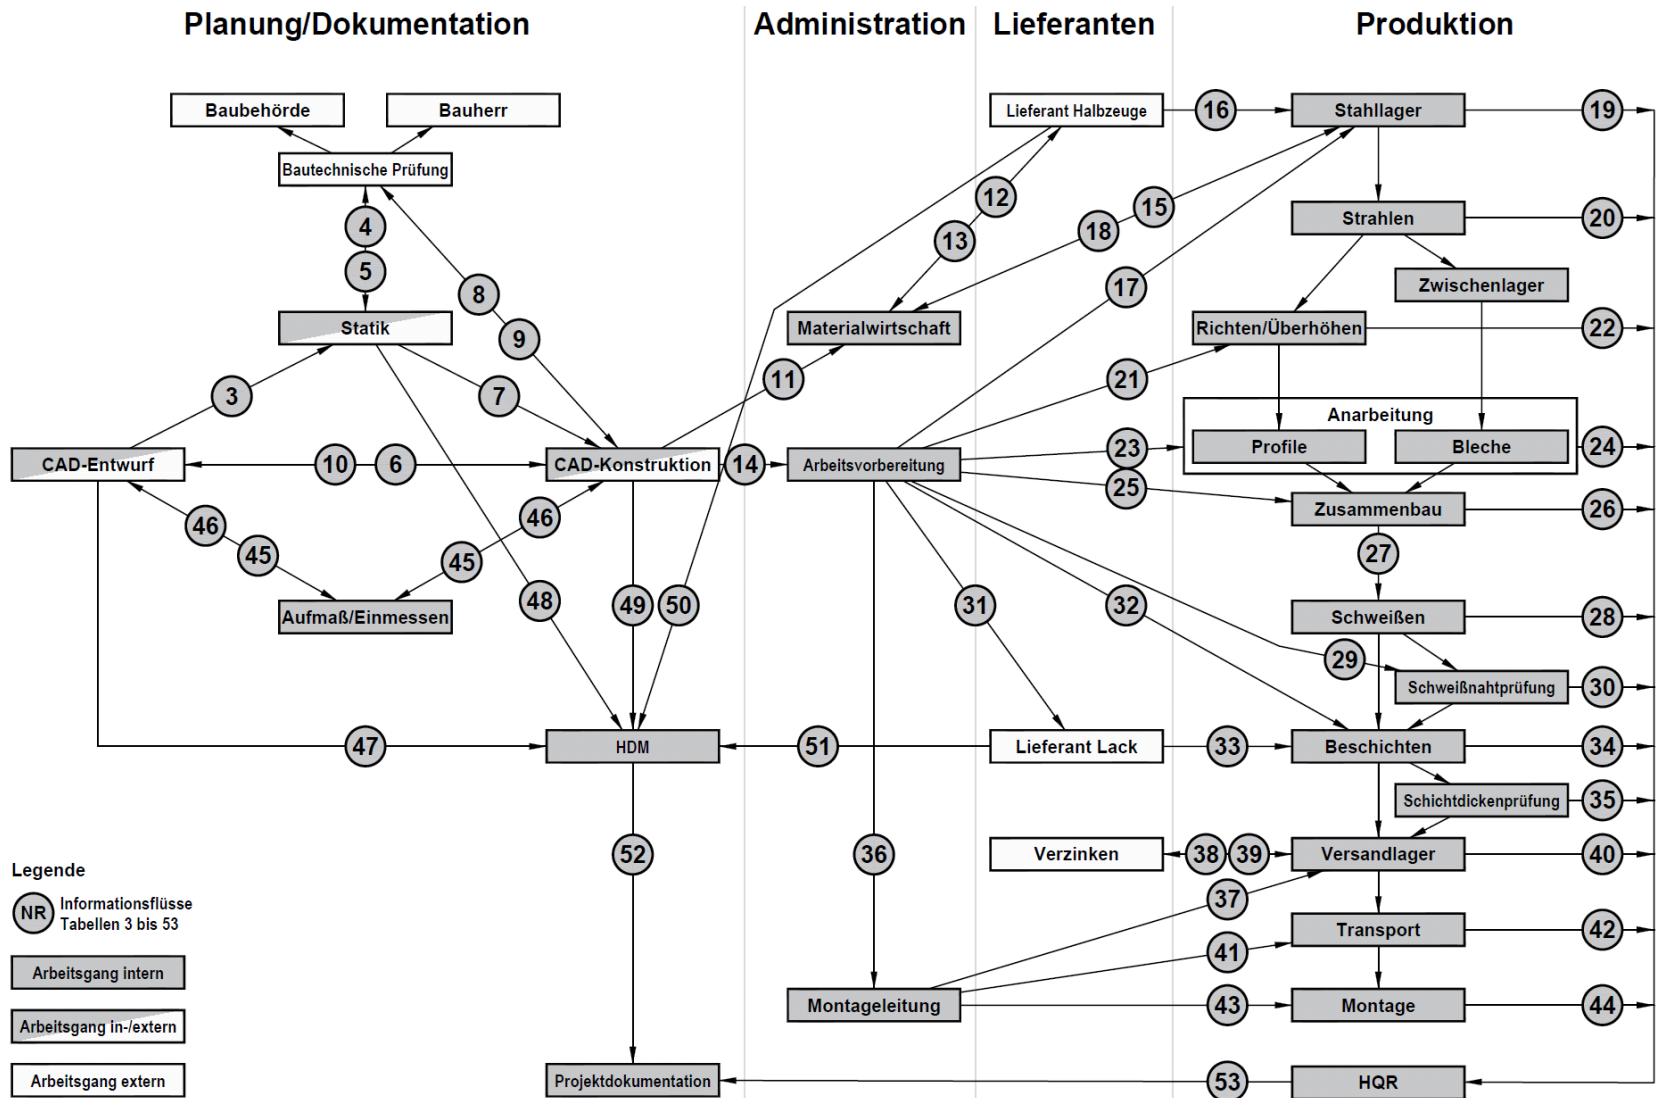 Planung/Dokumentation
Administration
Lieferanten
Produktion
Baubehörde
Bauherr
Lieferant Halbzeuge
16
Stahllager
19
Bautechnische Prüfung
12
15
4
13
18
Strahlen
20
5
8
17
Zwischenlager
Statik
9
Materialwirtschaft
Richten/Überhöhen
22
3
7
11
21
Anarbeitung
CAD-Entwurf
10
6
CAD-Konstruktion
14
Arbeitsvorbereitung
23
Profile
Bleche
24
25
Zusammenbau
26
46
46
45
45
27
Aufmaß/Einmessen
48
49
50
31
32
Schweißen
28
29
Schweißnahtprüfung
30
47
HDM
51
Lieferant Lack
33
Beschichten
34
Schichtdickenprüfung
35
52
36
Verzinken
38
39
Versandlager
40
37
Transport
42
41
Montageleitung
43
Montage
44
Projektdokumentation
53
HQR
Legende
NR
Informationsflüsse
Tabellen 3 bis 53
Arbeitsgang intern
Arbeitsgang in-/extern
Arbeitsgang extern